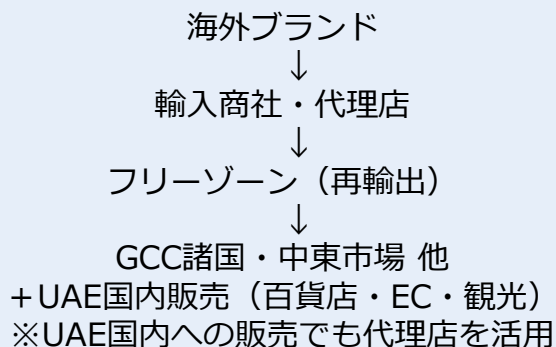 海外ブランド
↓
輸入商社・代理店
↓
フリーゾーン（再輸出）
↓
GCC諸国・中東市場 他
＋UAE国内販売（百貨店・EC・観光）
※UAE国内への販売でも代理店を活用